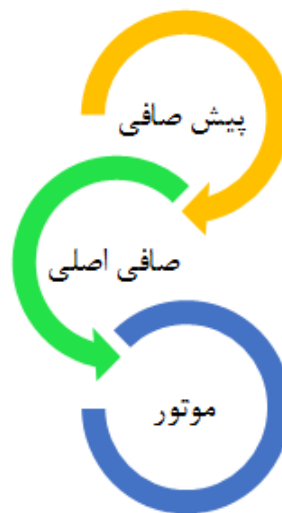 پیش صافی
صافی اصلی
موتور